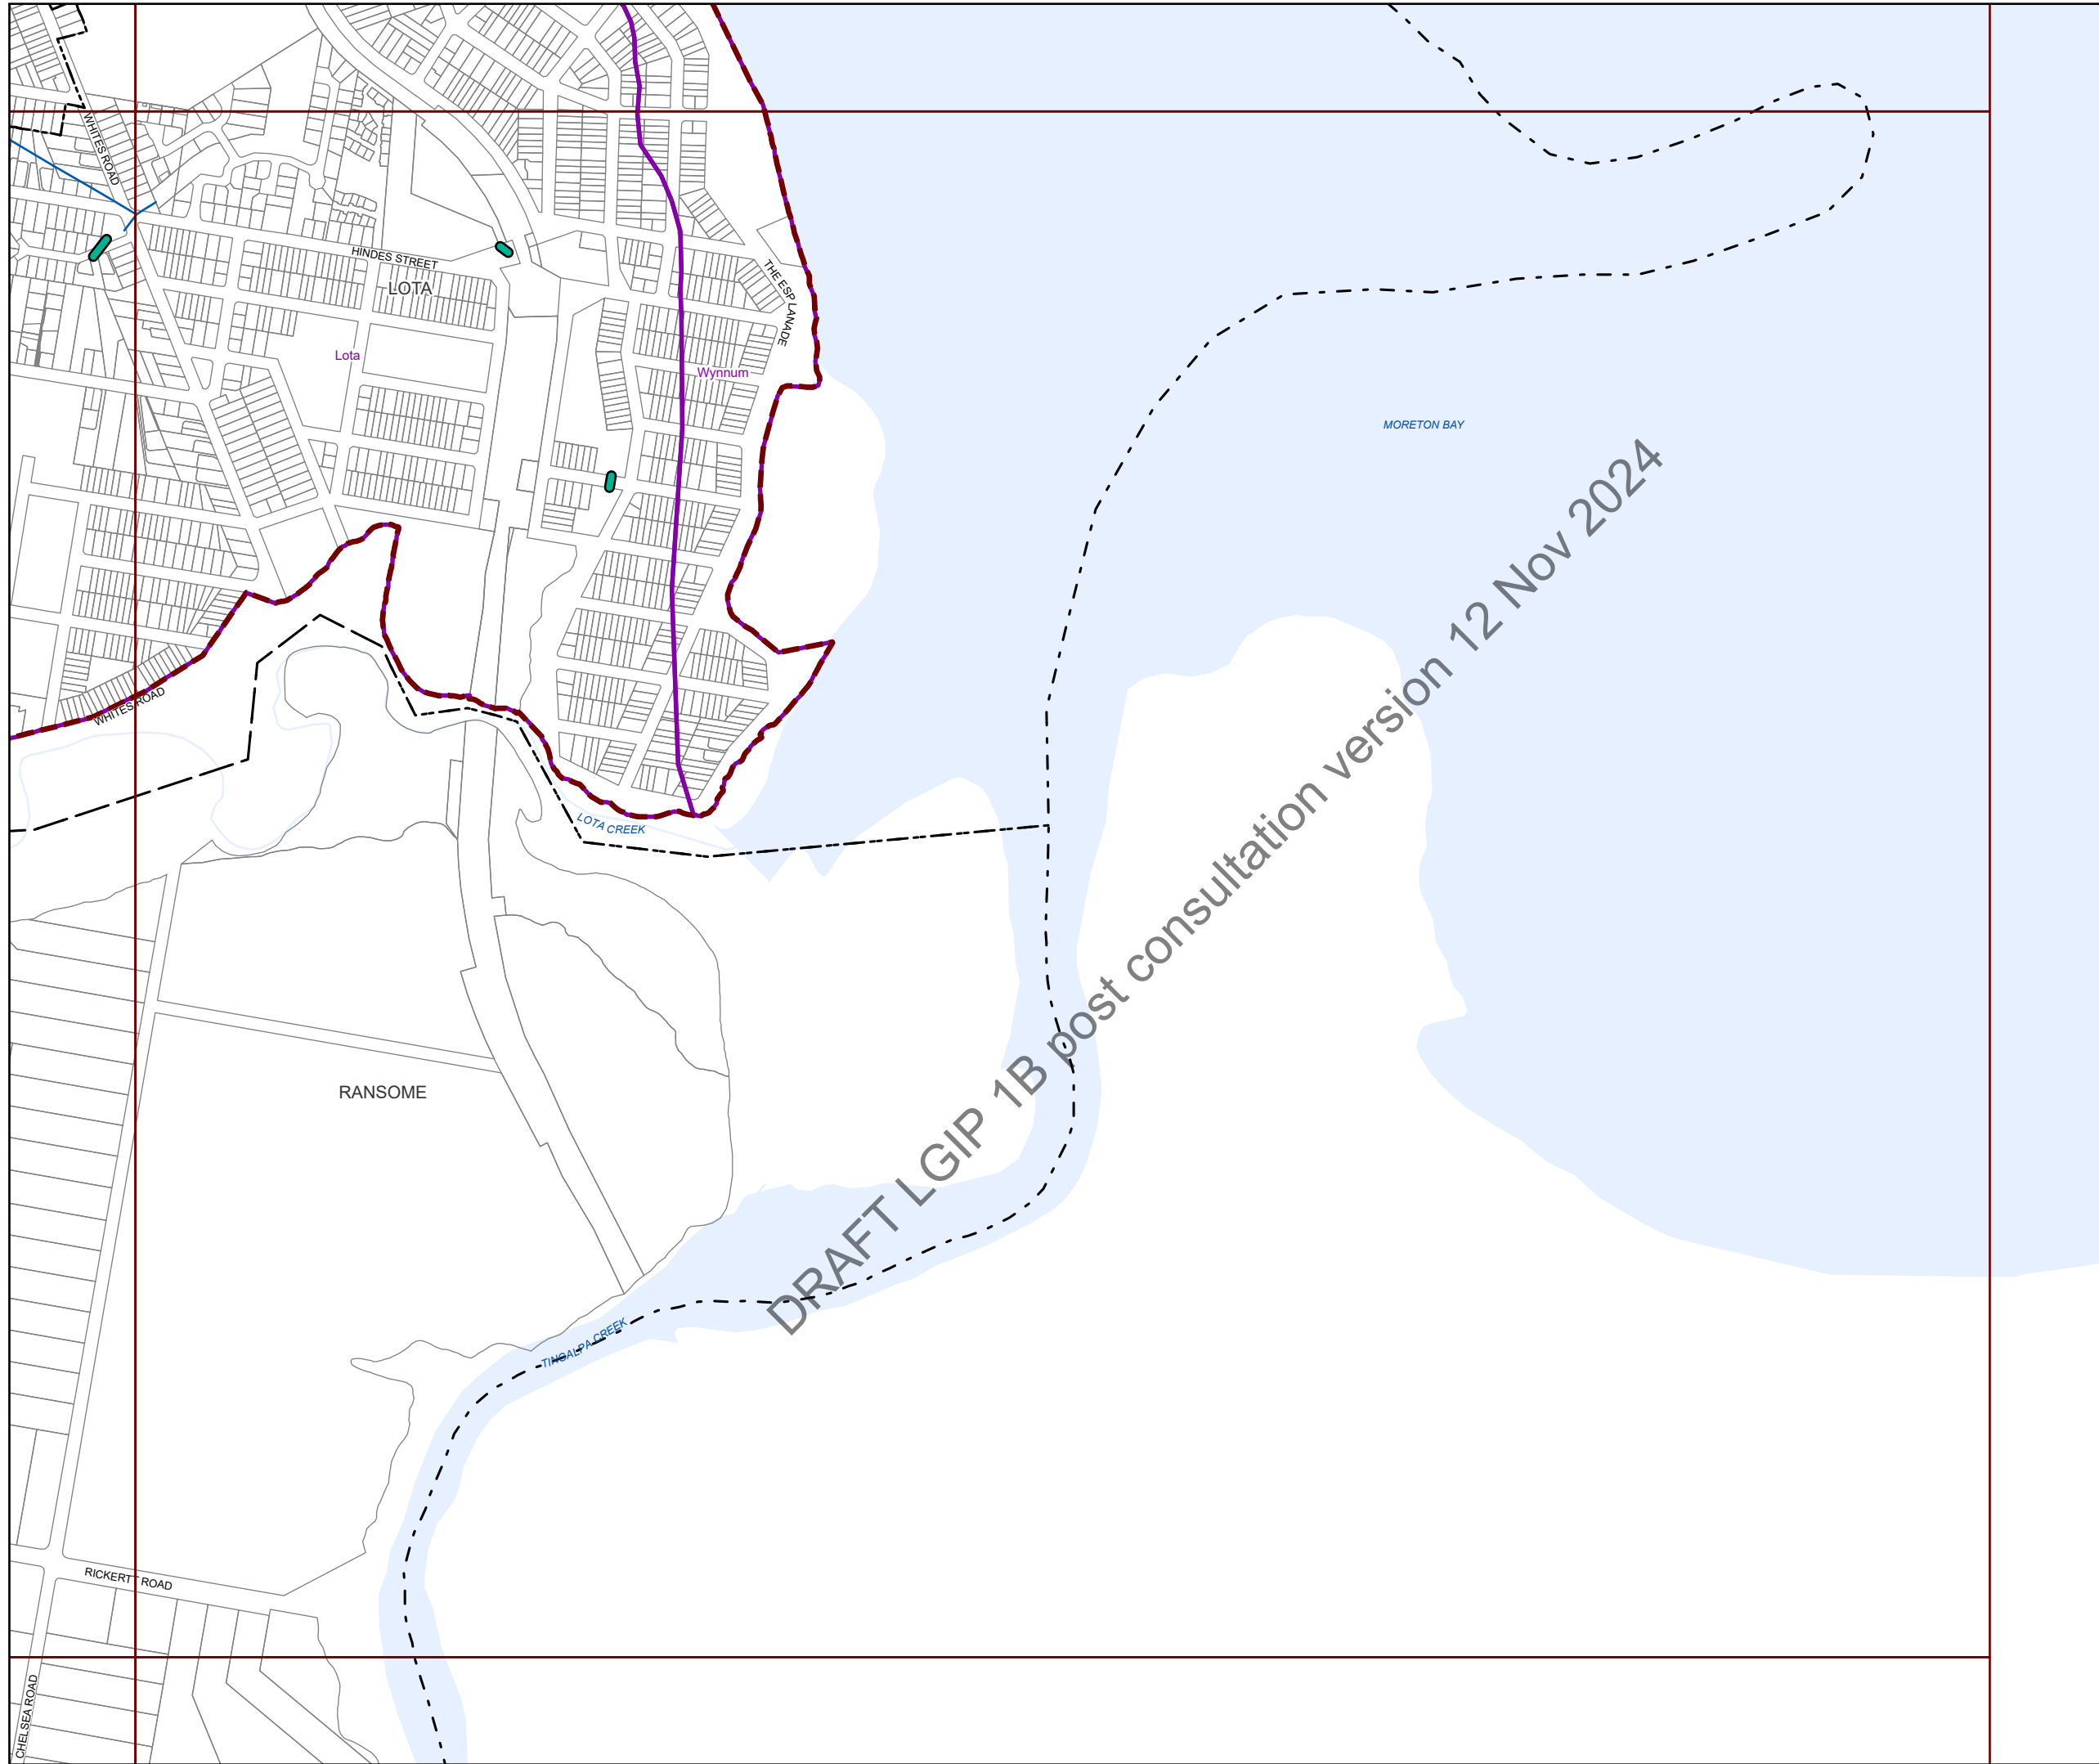 WHITES ROAD
HINDES STREET
LOTA
THE ESPLANADE
Lota
Wynnum
MORETON BAY
WHITES ROAD
LOTA CREEK
DRAFT LGIP 1B post consultation version 12 Nov 2024
RANSOME
TINGALPA CREEK
RICKERTT ROAD
CHELSEA ROAD